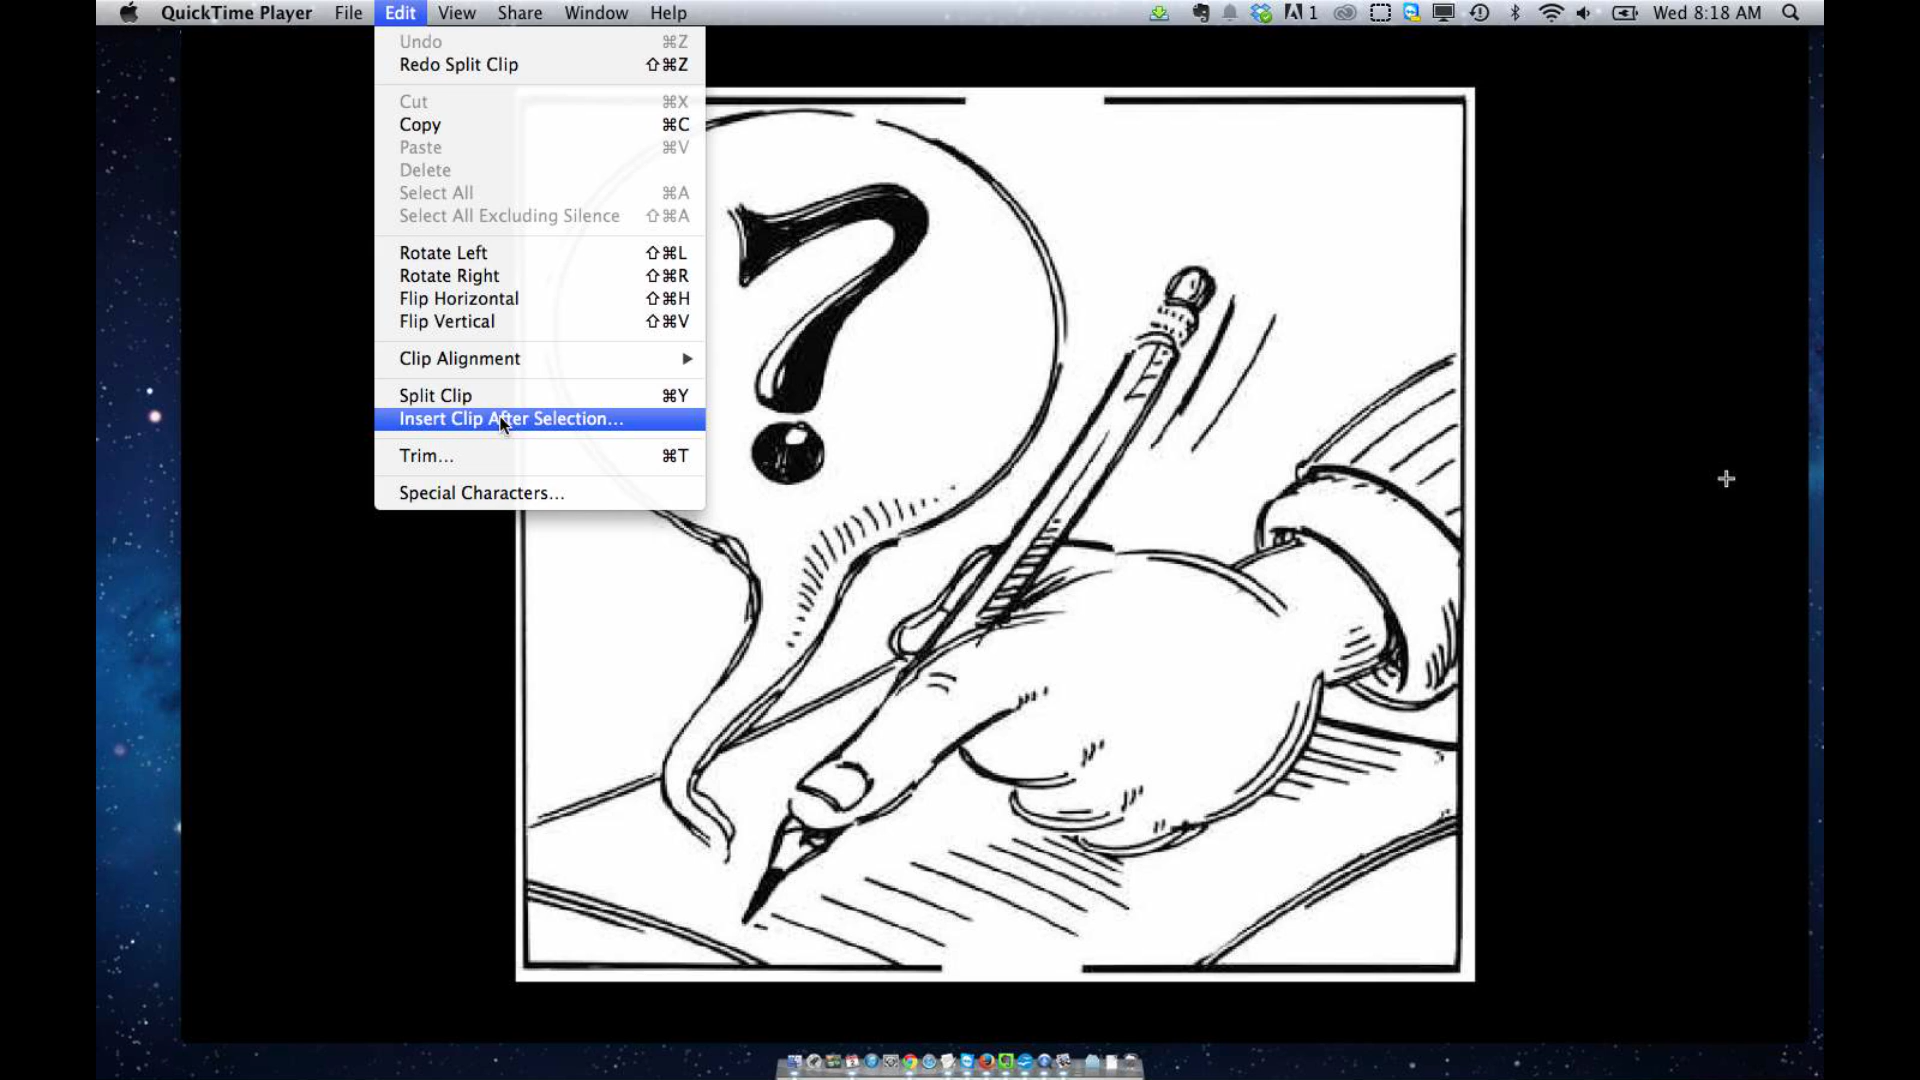 QuickTime Player File Edit View Share Window Help 1 Wed 8:18 AM
Undo ⌘Z
Redo Split Clip ⇧⌘Z
Cut ⌘X
Copy ⌘C
Paste ⌘V
Delete
Select All ⌘A
Select All Excluding Silence ⇧⌘A
Rotate Left ⇧⌘L
Rotate Right ⇧⌘R
Flip Horizontal ⇧⌘H
Flip Vertical ⇧⌘V
Clip Alignment ▶
Split Clip ⌘Y
Insert Clip After Selection...
Trim... ⌘T
Special Characters...
?